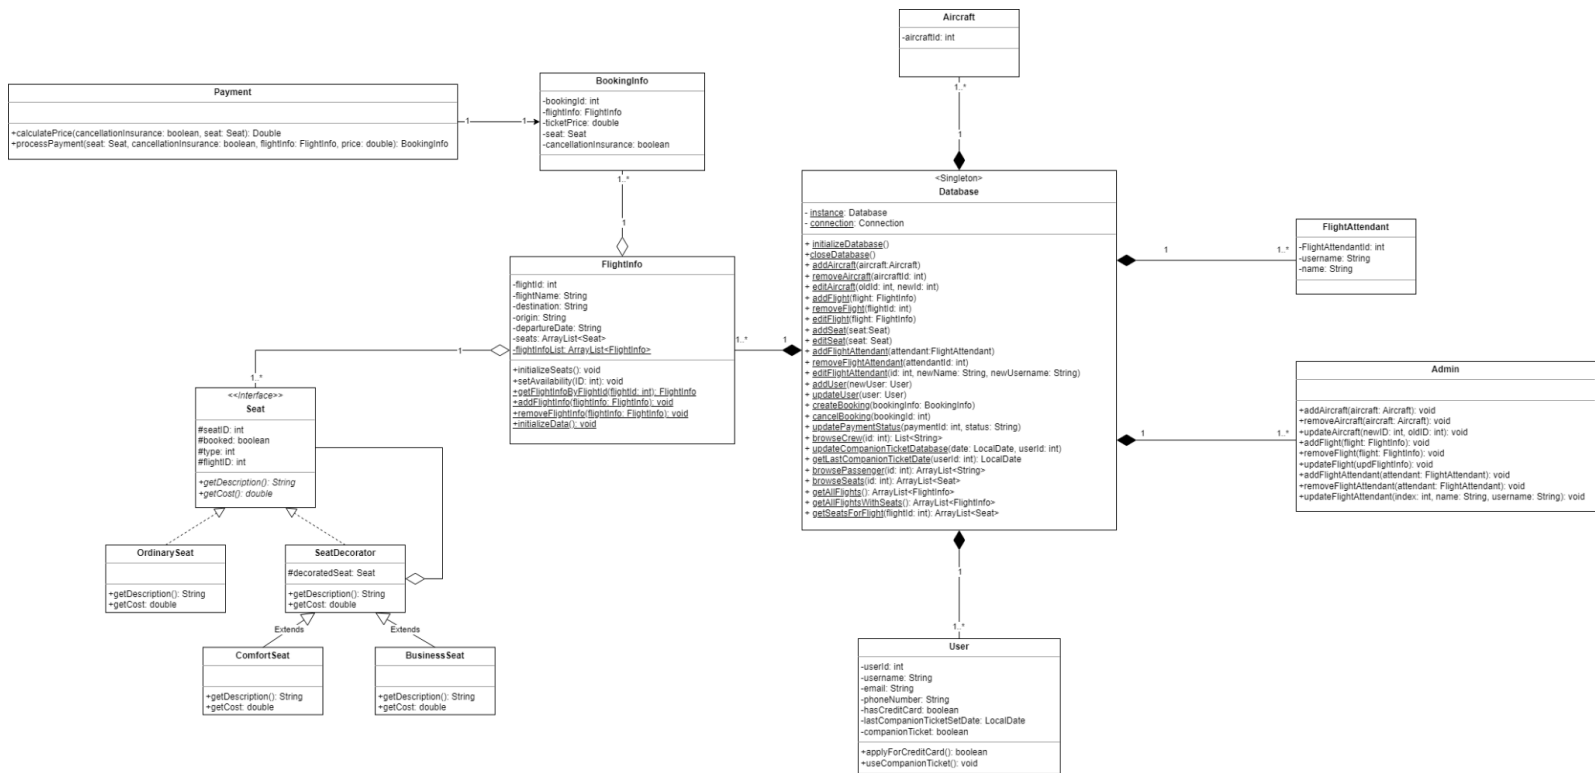 Aircraft
-aircraftId: int
1..*
1
Payment
+calculatePrice(cancellationInsurance: boolean, seat: Seat): Double
+processPayment(seat: Seat, cancellationInsurance: boolean, flightInfo: FlightInfo, price: double): BookingInfo
1
1
BookingInfo
-bookingId: int
-flightInfo: FlightInfo
-ticketPrice: double
-seat: Seat
-cancellationInsurance: boolean
1..*
1
FlightInfo
-flightId: int
-flightName: String
-destination: String
-origin: String
-departureDate: String
-seats: ArrayList<Seat>
-flightInfoList: ArrayList<FlightInfo>
+initializeSeats(): void
+setAvailability(ID: int): void
+getFlightInfoByFlightId(flightId: int): FlightInfo
+addFlightInfo(flightInfo: FlightInfo): void
+removeFlightInfo(flightInfo: FlightInfo): void
+initializeData(): void
1..*
1
1
1..*
<<Interface>>
Seat
#seatID: int
#booked: boolean
#type: int
#flightID: int
+getDescription(): String
+getCost(): double
OrdinarySeat
+getDescription(): String
+getCost: double
SeatDecorator
#decoratedSeat: Seat
+getDescription(): String
+getCost: double
Extends
Extends
ComfortSeat
+getDescription(): String
+getCost: double
BusinessSeat
+getDescription(): String
+getCost: double
<Singleton>
Database
- instance: Database
- connection: Connection
+ initializeDatabase()
+closeDatabase()
+ addAircraft(aircraft:Aircraft)
+ removeAircraft(aircraftId: int)
+ editAircraft(oldId: int, newId: int)
+ addFlight(flight: FlightInfo)
+ removeFlight(flightId: int)
+ editFlight(flight: FlightInfo)
+ addSeat(seat:Seat)
+ editSeat(seat: Seat)
+ addFlightAttendant(attendant:FlightAttendant)
+ removeFlightAttendant(attendantId: int)
+ editFlightAttendant(id: int, newName: String, newUsername: String)
+ addUser(newUser: User)
+ updateUser(user: User)
+ createBooking(bookingInfo: BookingInfo)
+ cancelBooking(bookingId: int)
+ updatePaymentStatus(paymentId: int, status: String)
+ browseCrew(id: int): List<String>
+ updateCompanionTicketDatabase(date: LocalDate, userId: int)
+ getLastCompanionTicketDate(userId: int): LocalDate
+ browsePassenger(id: int): ArrayList<String>
+ browseSeats(id: int): ArrayList<Seat>
+ getAllFlights(): ArrayList<FlightInfo>
+ getAllFlightsWithSeats(): ArrayList<FlightInfo>
+ getSeatsForFlight(flightId: int): ArrayList<Seat>
1
1..*
FlightAttendant
-FlightAttendantId: int
-username: String
-name: String
1
1..*
Admin
+addAircraft(aircraft: Aircraft): void
+removeAircraft(aircraft: Aircraft): void
+updateAircraft(newID: int, oldID: int): void
+addFlight(flight: FlightInfo): void
+removeFlight(flight: FlightInfo): void
+updateFlight(updFlightInfo): void
+addFlightAttendant(attendant: FlightAttendant): void
+removeFlightAttendant(attendant: FlightAttendant): void
+updateFlightAttendant(index: int, name: String, username: String): void
1
1..*
User
-userId: int
-username: String
-email: String
-phoneNumber: String
-hasCreditCard: boolean
-lastCompanionTicketSetDate: LocalDate
-companionTicket: boolean
+applyForCreditCard(): boolean
+useCompanionTicket(): void